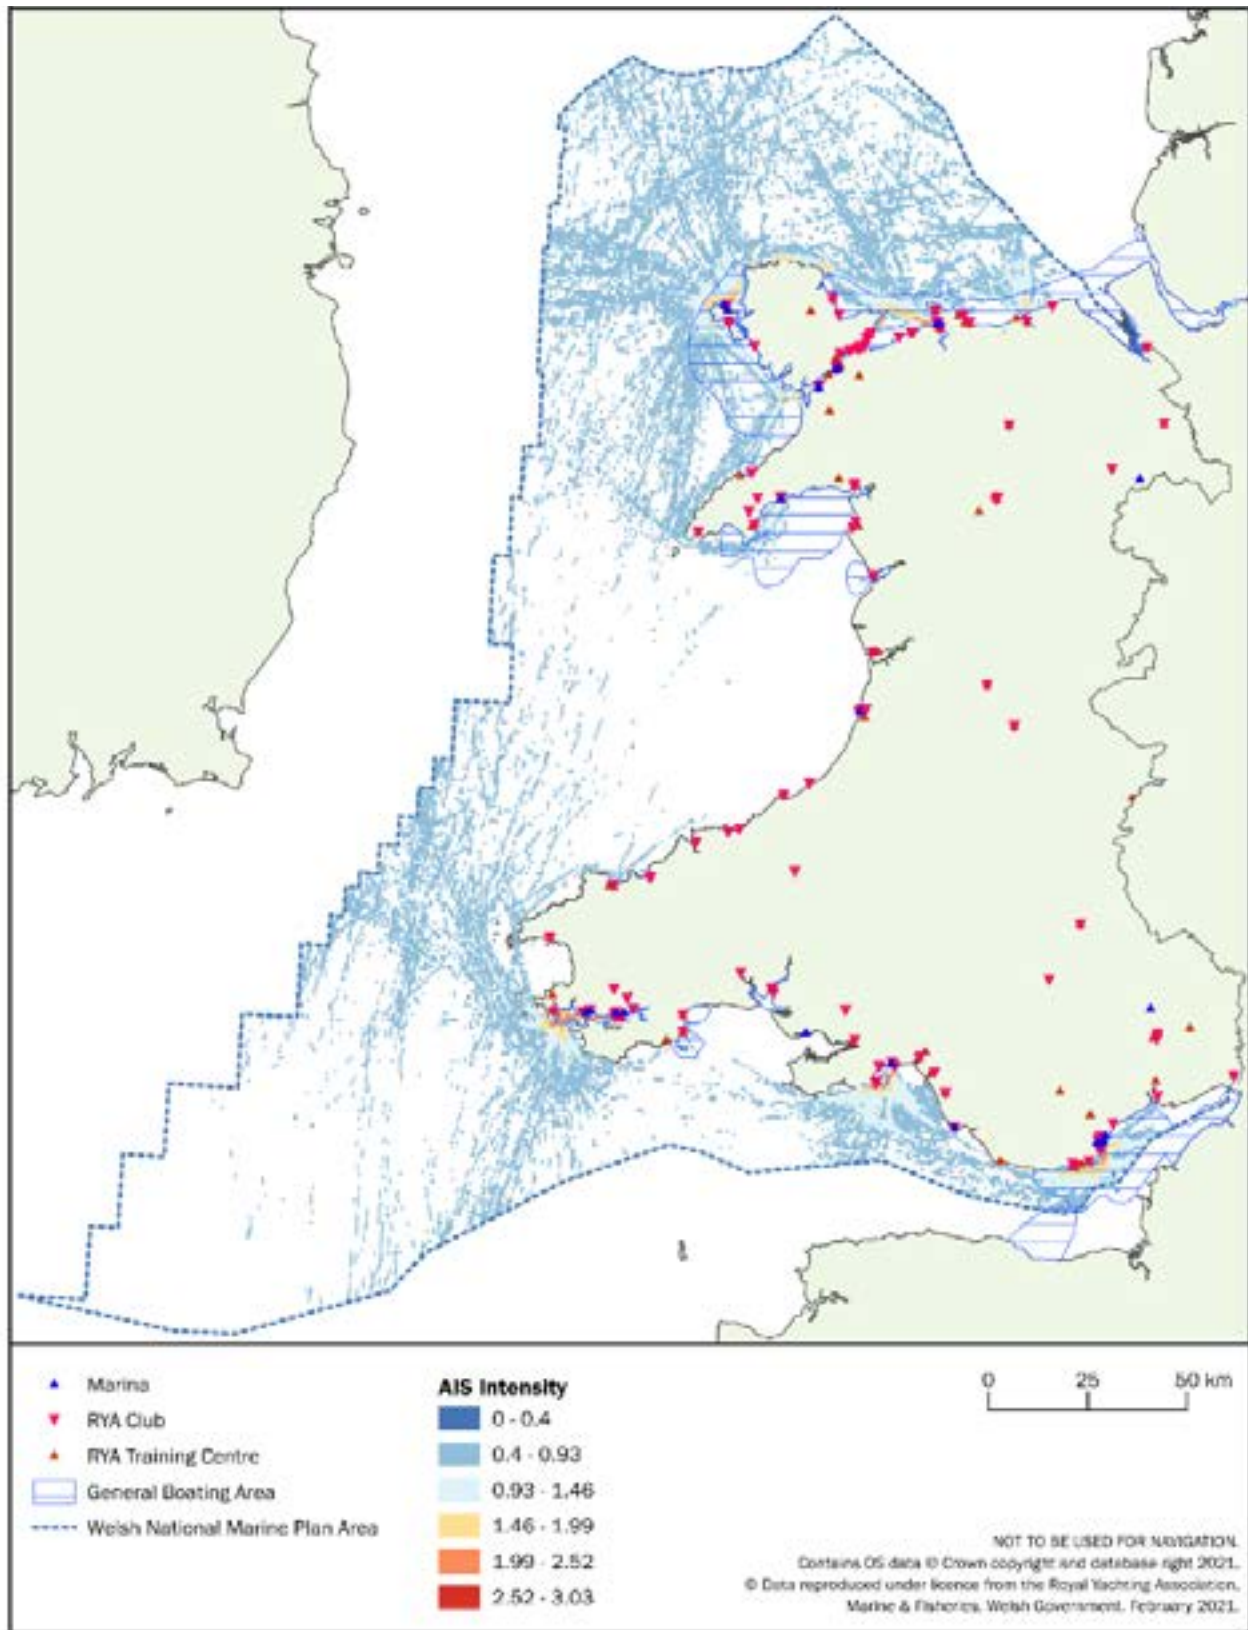 Marina
RYA Club
RYA Training Centre
General Boating Area
Welsh National Marine Plan Area
AIS Intensity
0 - 0.4
0.4 - 0.93
0.93 - 1.46
1.46 - 1.99
1.99 - 2.52
2.52 - 3.03
0 25 50 km
NOT TO BE USED FOR NAVIGATION.
Contains OS data © Crown copyright and database right 2021.
© Data reproduced under licence from the Royal Yachting Association.
Marine & Fisheries. Welsh Government. February 2021.